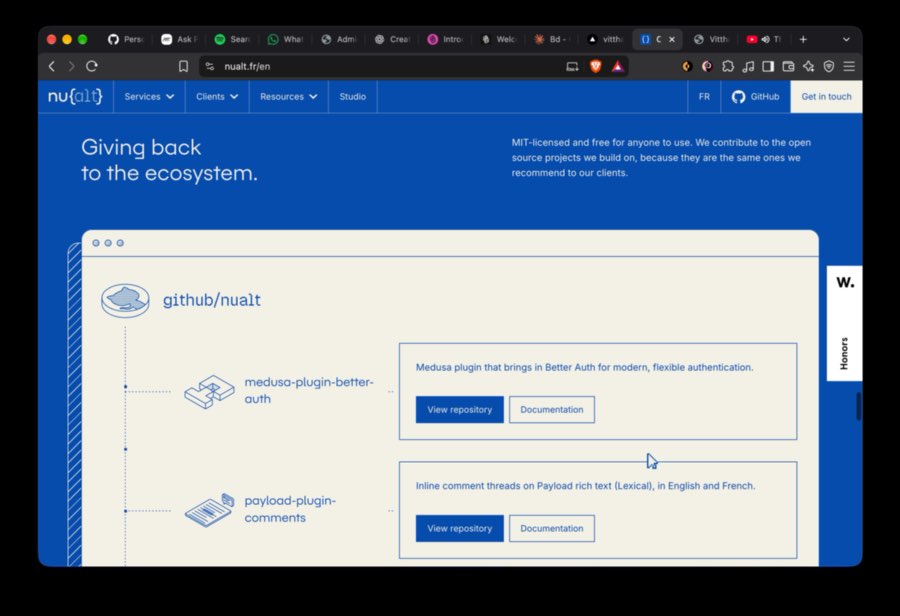 Pers
Ask
Sear
What
Admi
Creat
Intro
Welc
Bd -
vittha
C
Vitth
nualt.fr/en
nu{alt}
Services
Clients
Resources
Studio
FR
GitHub
Get in touch
Giving back
to the ecosystem.
MIT-licensed and free for anyone to use. We contribute to the open
source projects we build on, because they are the same ones we
recommend to our clients.
W.
Honors
github/nualt
medusa-plugin-better-
auth
Medusa plugin that brings in Better Auth for modern, flexible authentication.
View repository
Documentation
payload-plugin-
comments
Inline comment threads on Payload rich text (Lexical), in English and French.
View repository
Documentation